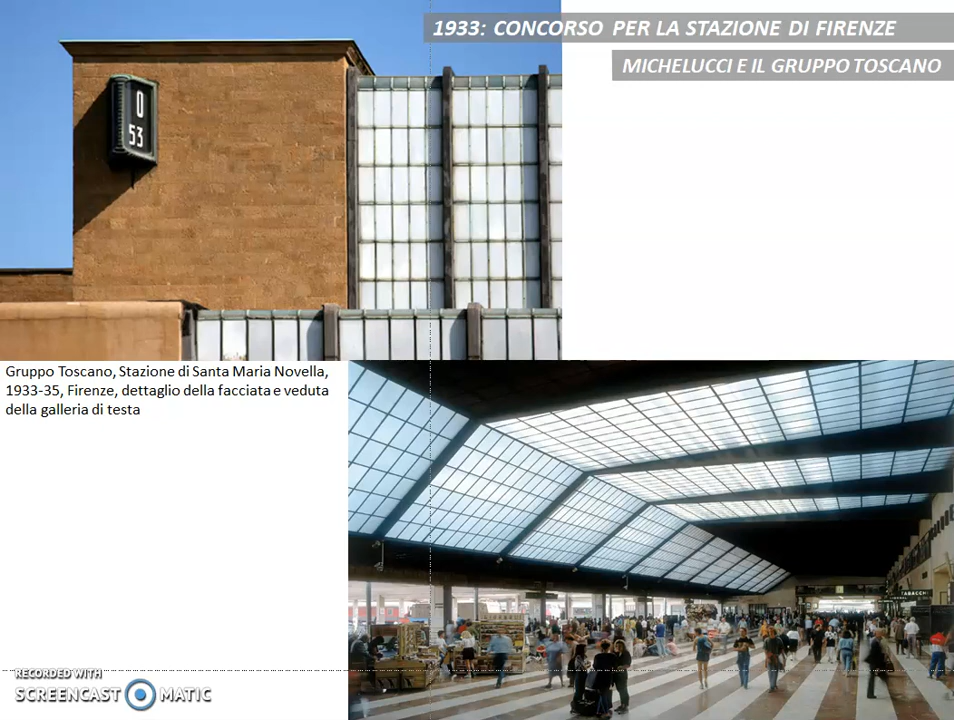 1933: CONCORSO PER LA STAZIONE DI FIRENZE
MICHELUCCI E IL GRUPPO TOSCANO
0
53
Gruppo Toscano, Stazione di Santa Maria Novella,
1933-35, Firenze, dettaglio della facciata e veduta
della galleria di testa
TABACCHI
RECORDED WITH
SCREENCAST MATIC